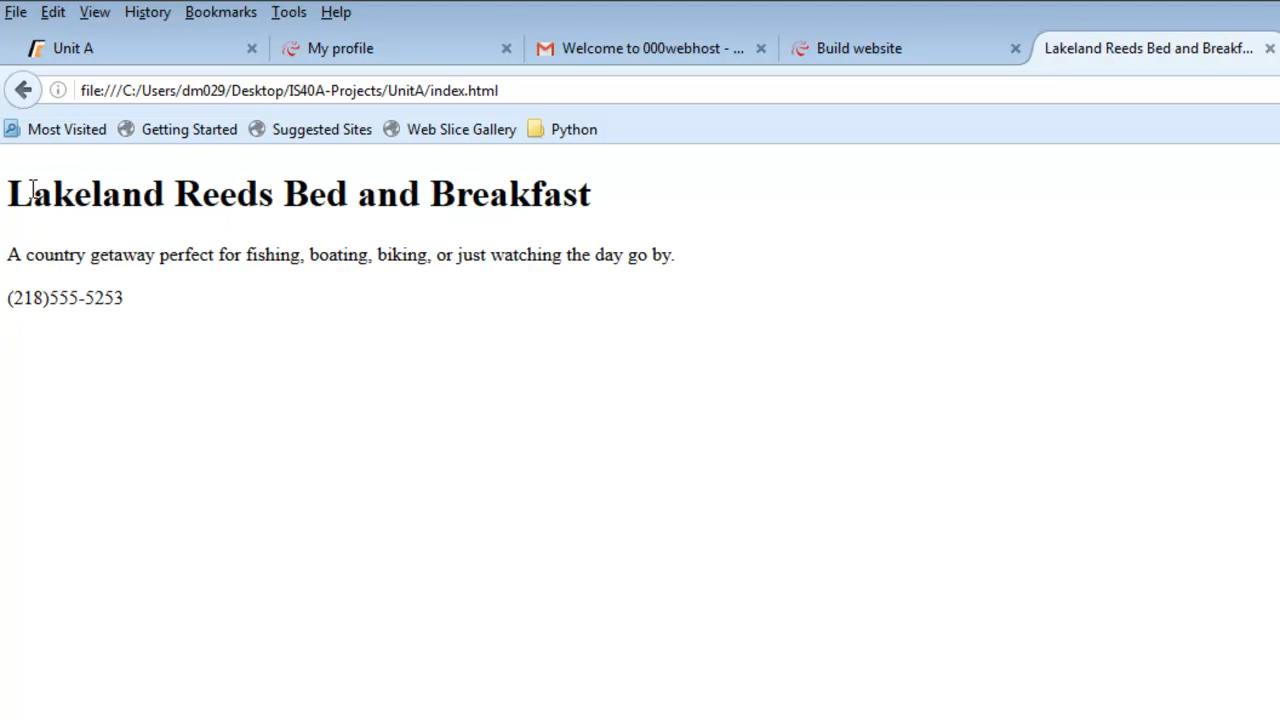 File Edit View History Bookmarks Tools Help
Unit A My profile Welcome to 000webhost - ... Build website Lakeland Reeds Bed and Breakf...
file:///C:/Users/dm029/Desktop/IS40A-Projects/UnitA/index.html
Most Visited Getting Started Suggested Sites Web Slice Gallery Python
Lakeland Reeds Bed and Breakfast
A country getaway perfect for fishing, boating, biking, or just watching the day go by.
(218)555-5253